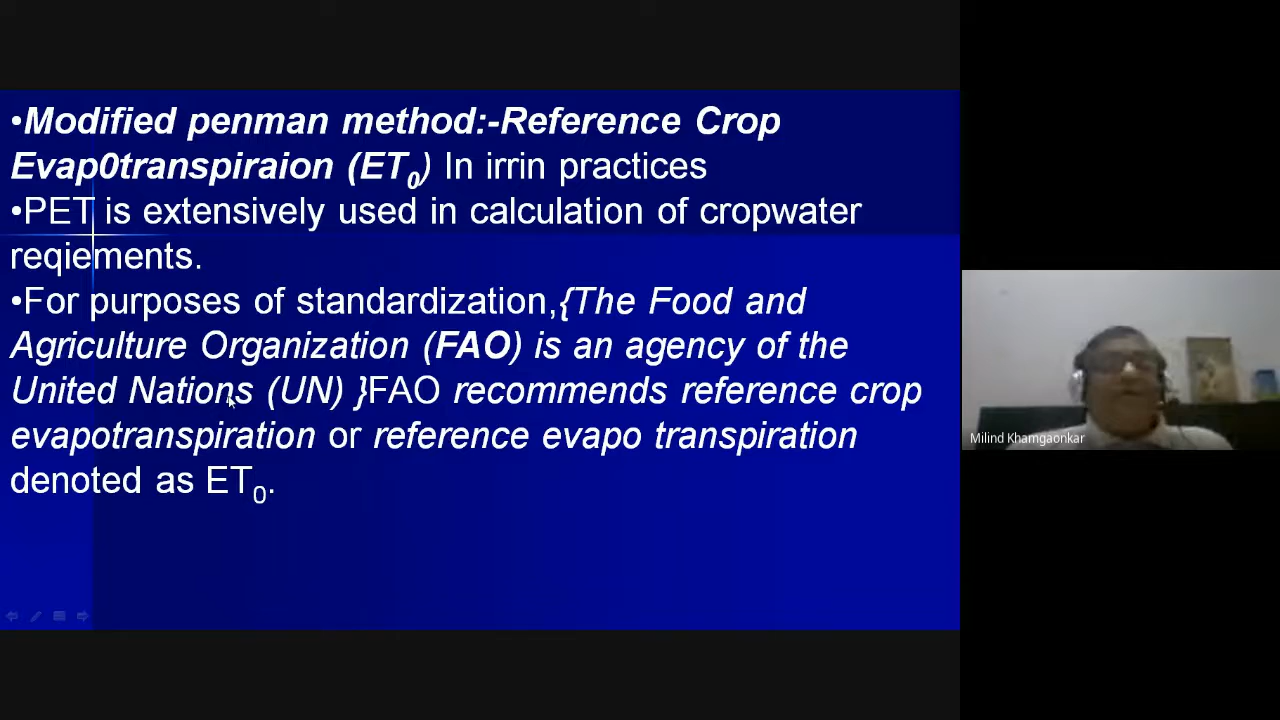 •Modified penman method:-Reference Crop
Evap0transpiraion (ET0) In irrin practices
•PET is extensively used in calculation of cropwater
reqiements.
•For purposes of standardization,{The Food and
Agriculture Organization (FAO) is an agency of the
United Nations (UN) }FAO recommends reference crop
evapotranspiration or reference evapo transpiration
denoted as ET0.
Milind Khamgaonkar